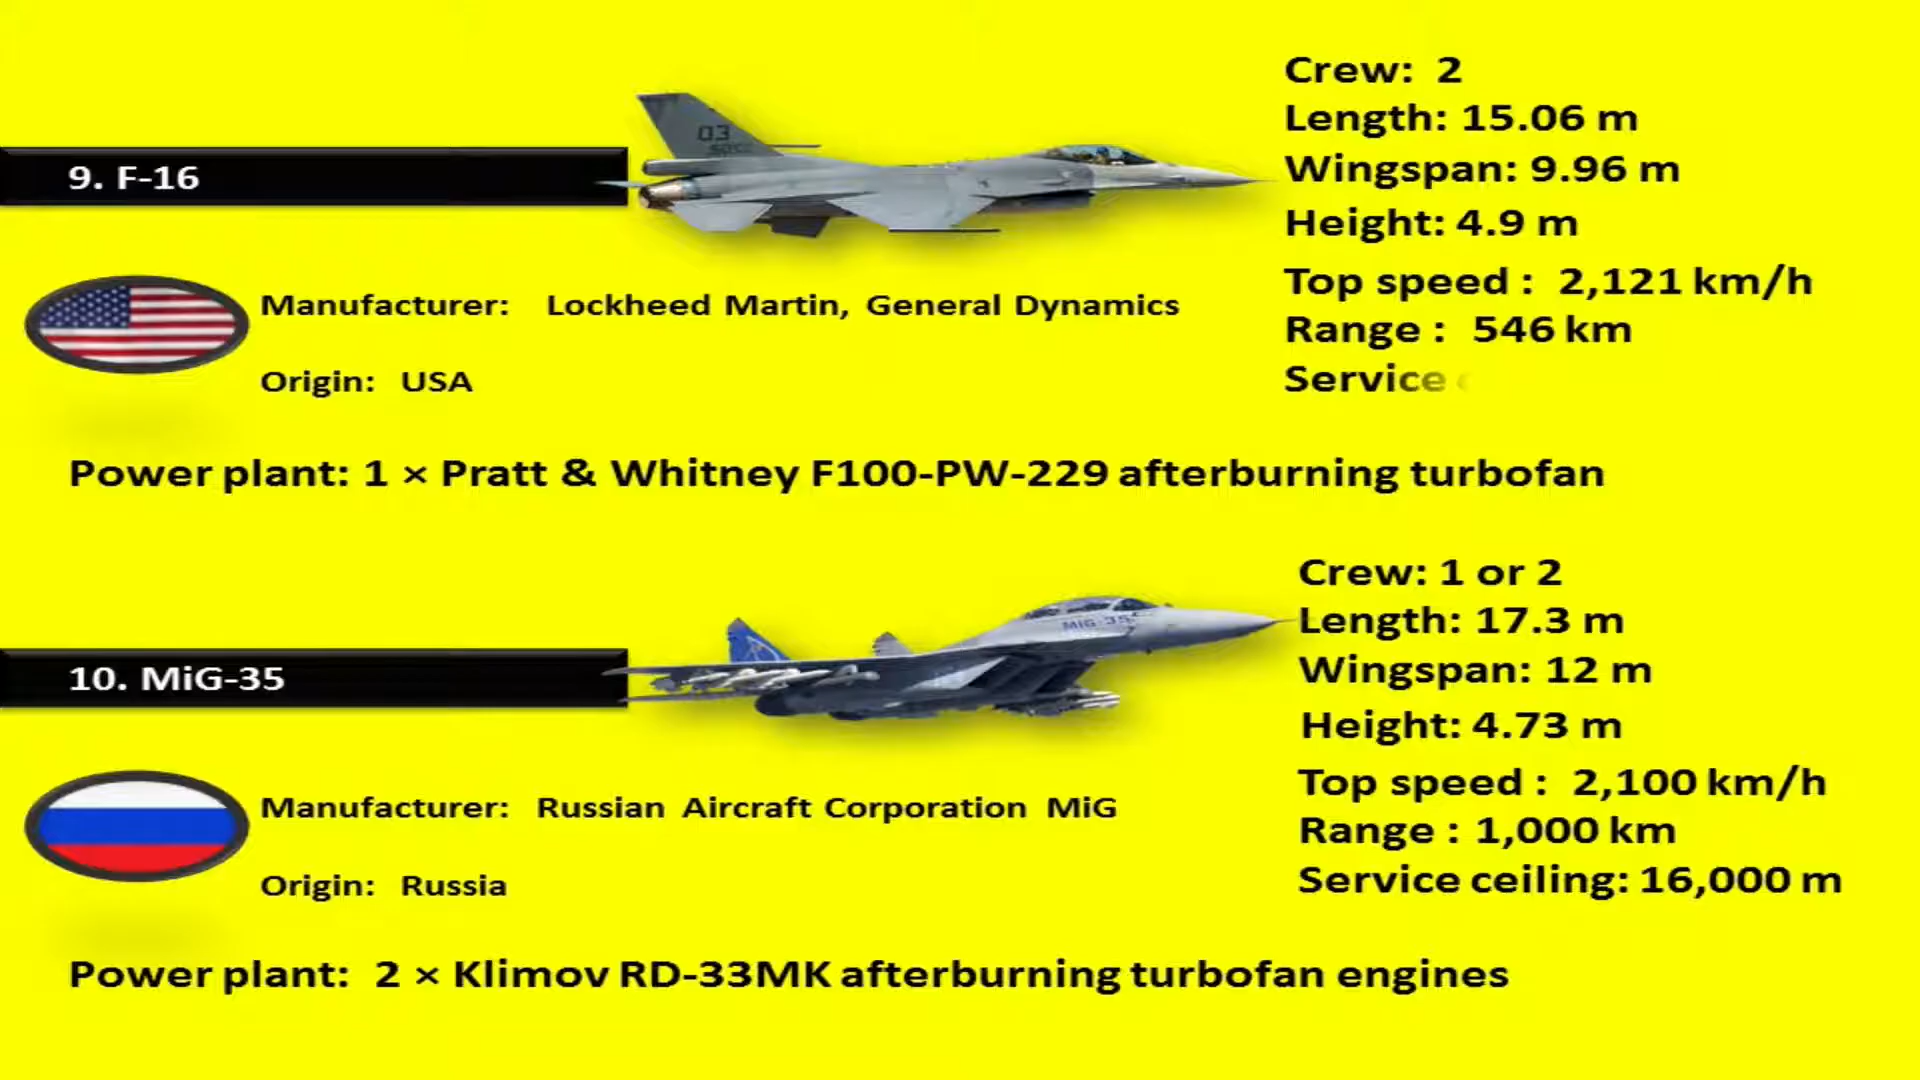 9. F-16
Crew: 2
Length: 15.06 m
Wingspan: 9.96 m
Height: 4.9 m
Top speed : 2,121 km/h
Range : 546 km
Service
Manufacturer: Lockheed Martin, General Dynamics
Origin: USA
Power plant: 1 × Pratt & Whitney F100-PW-229 afterburning turbofan
10. MiG-35
MiG-35
Crew: 1 or 2
Length: 17.3 m
Wingspan: 12 m
Height: 4.73 m
Top speed : 2,100 km/h
Range : 1,000 km
Service ceiling: 16,000 m
Manufacturer: Russian Aircraft Corporation MiG
Origin: Russia
Power plant: 2 × Klimov RD-33MK afterburning turbofan engines